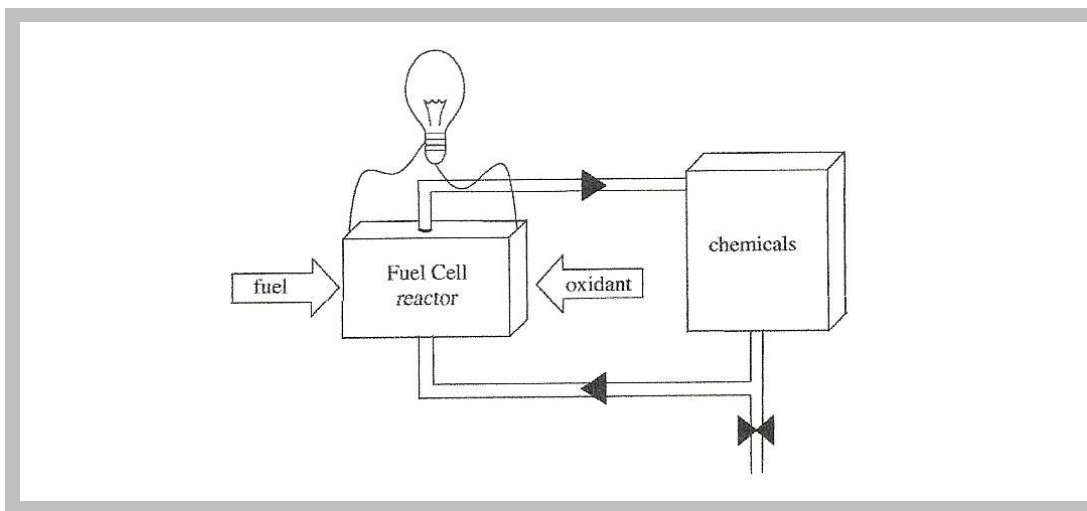 fuel
Fuel Cell
reactor
oxidant
chemicals